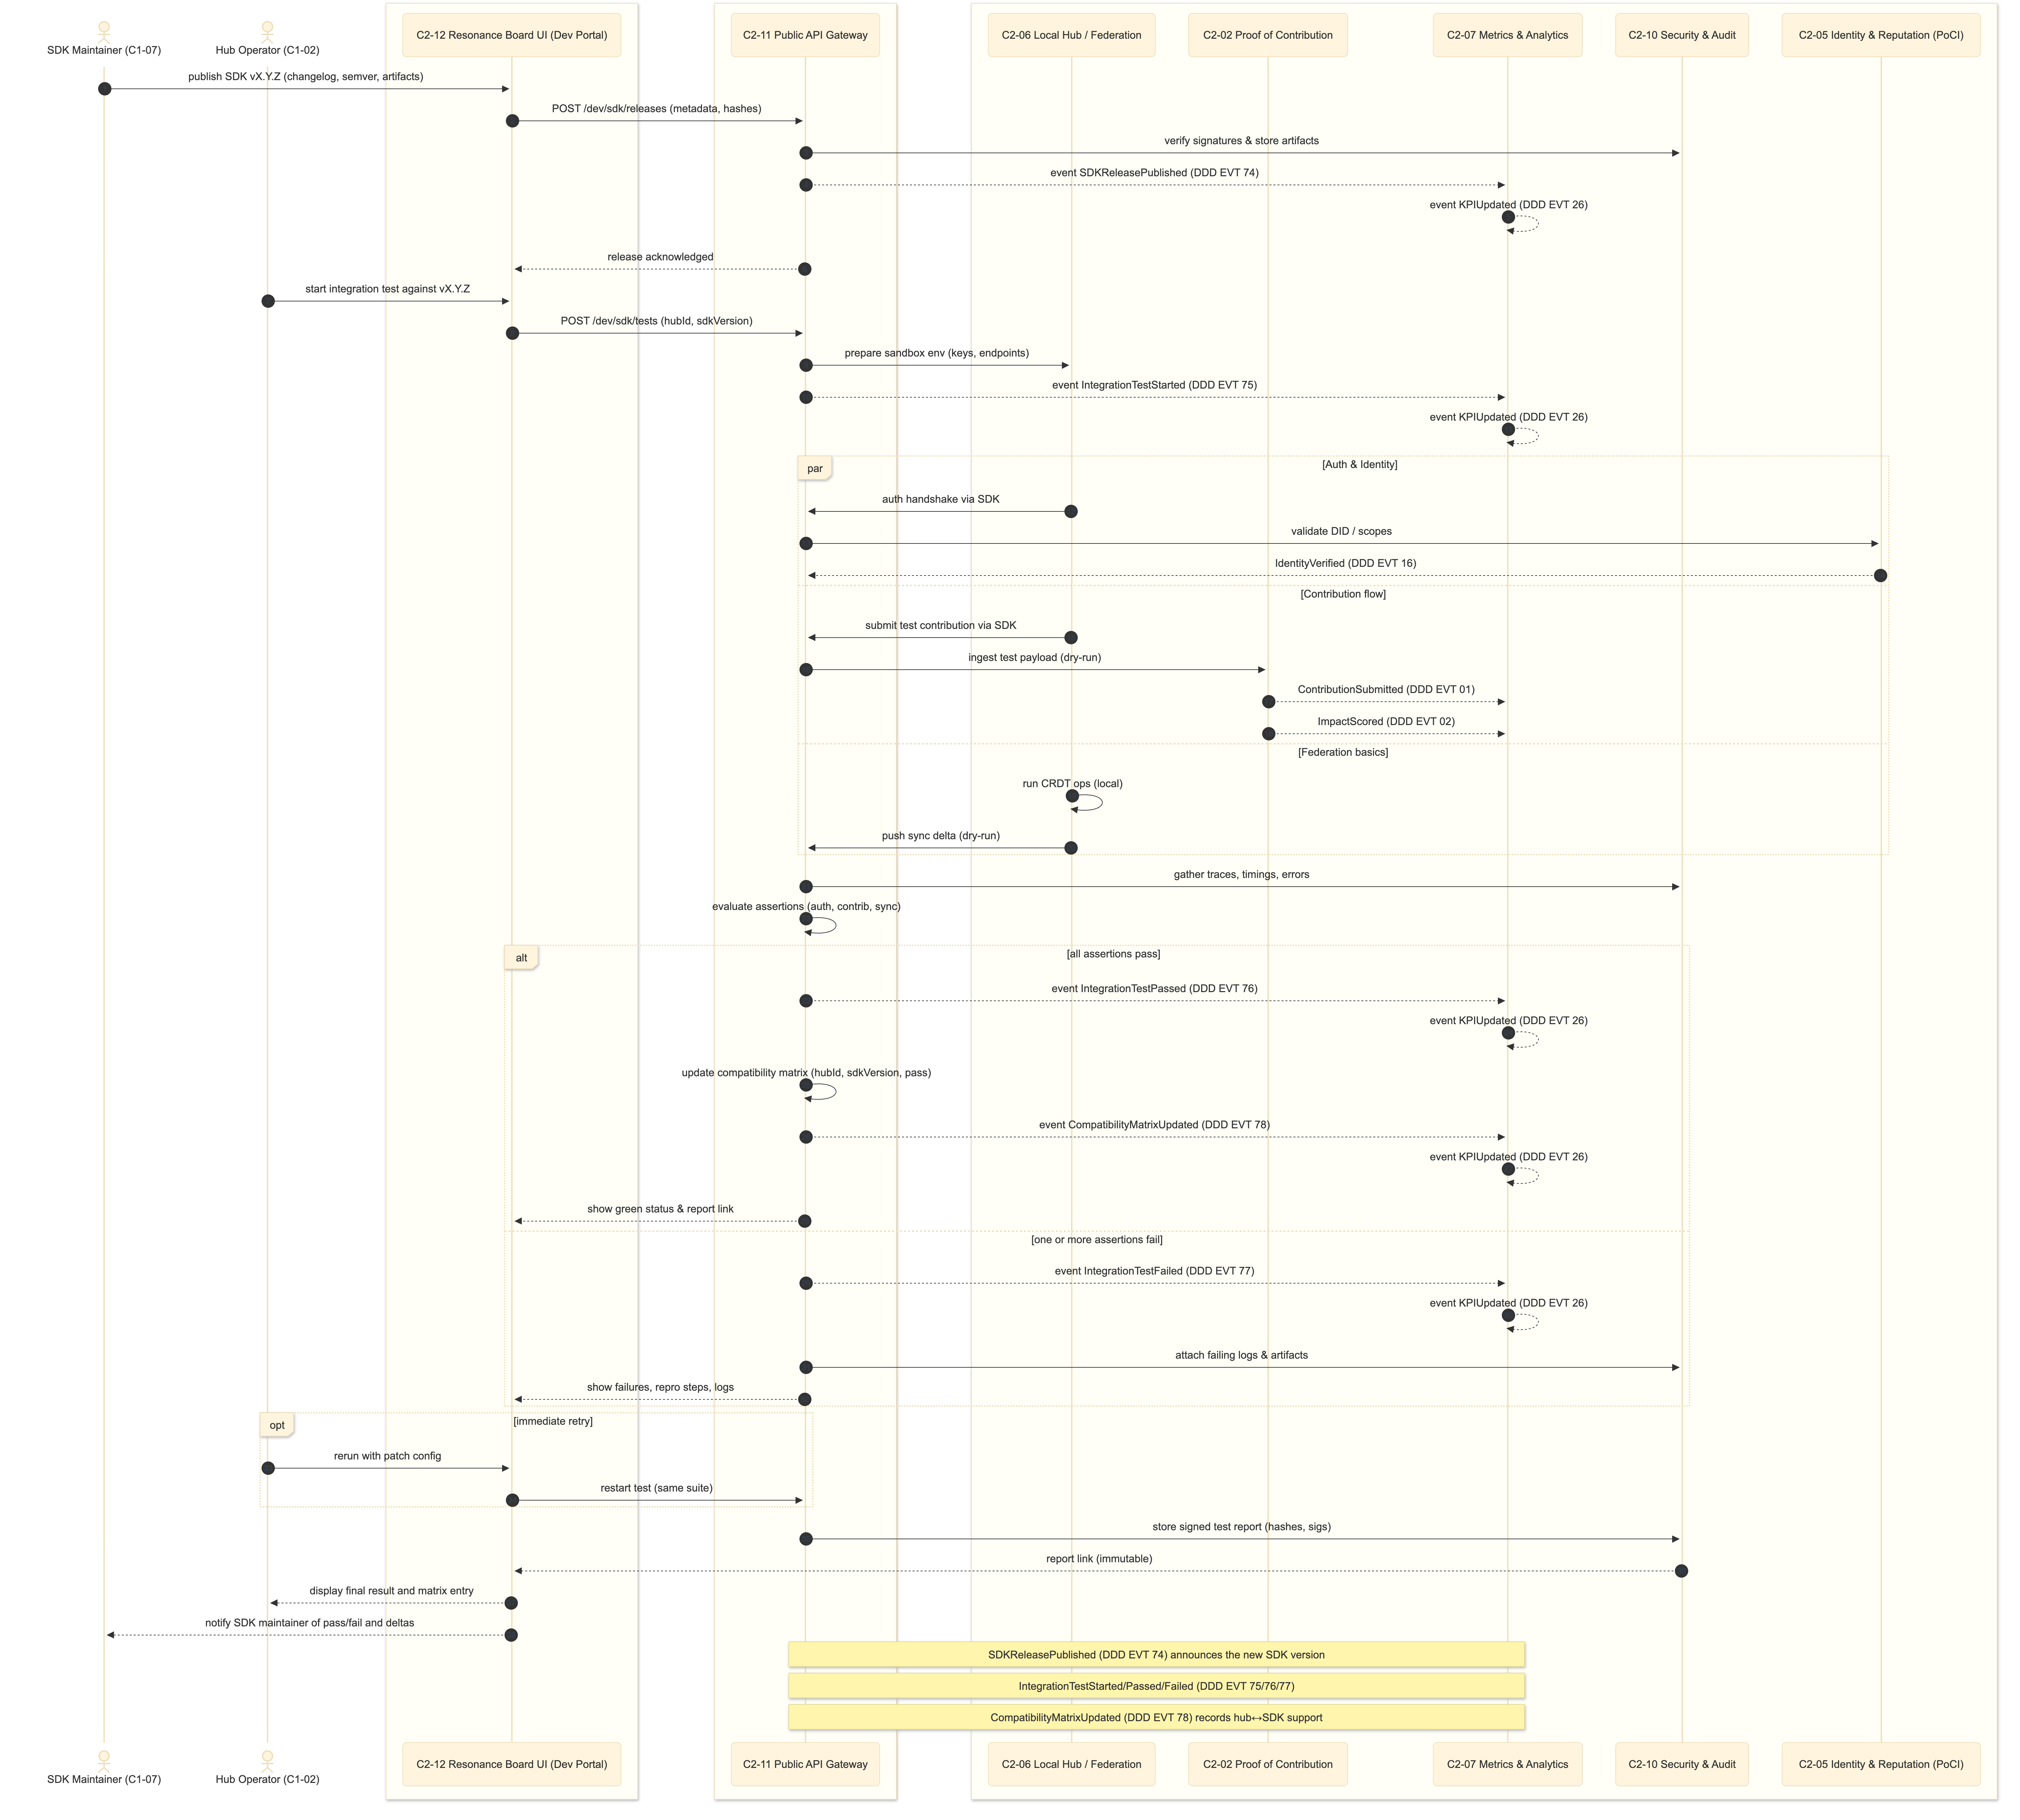 SDK Maintainer (C1-07)
Hub Operator (C1-02)
C2-12 Resonance Board UI (Dev Portal)
C2-11 Public API Gateway
C2-06 Local Hub / Federation
C2-02 Proof of Contribution
C2-07 Metrics & Analytics
C2-10 Security & Audit
C2-05 Identity & Reputation (PoCI)
publish SDK vX.Y.Z (changelog, semver, artifacts)
POST /dev/sdk/releases (metadata, hashes)
verify signatures & store artifacts
event SDKReleasePublished (DDD EVT 74)
event KPIUpdated (DDD EVT 26)
release acknowledged
start integration test against vX.Y.Z
POST /dev/sdk/tests (hubId, sdkVersion)
prepare sandbox env (keys, endpoints)
event IntegrationTestStarted (DDD EVT 75)
event KPIUpdated (DDD EVT 26)
par
[Auth & Identity]
auth handshake via SDK
validate DID / scopes
IdentityVerified (DDD EVT 16)
[Contribution flow]
submit test contribution via SDK
ingest test payload (dry-run)
ContributionSubmitted (DDD EVT 01)
ImpactScored (DDD EVT 02)
[Federation basics]
run CRDT ops (local)
push sync delta (dry-run)
gather traces, timings, errors
evaluate assertions (auth, contrib, sync)
alt
[all assertions pass]
event IntegrationTestPassed (DDD EVT 76)
event KPIUpdated (DDD EVT 26)
update compatibility matrix (hubId, sdkVersion, pass)
event CompatibilityMatrixUpdated (DDD EVT 78)
event KPIUpdated (DDD EVT 26)
show green status & report link
[one or more assertions fail]
event IntegrationTestFailed (DDD EVT 77)
event KPIUpdated (DDD EVT 26)
attach failing logs & artifacts
show failures, repro steps, logs
opt
[immediate retry]
rerun with patch config
restart test (same suite)
store signed test report (hashes, sigs)
report link (immutable)
display final result and matrix entry
notify SDK maintainer of pass/fail and deltas
SDKReleasePublished (DDD EVT 74) announces the new SDK version
IntegrationTestStarted/Passed/Failed (DDD EVT 75/76/77)
CompatibilityMatrixUpdated (DDD EVT 78) records hub↔SDK support
SDK Maintainer (C1-07)
Hub Operator (C1-02)
C2-12 Resonance Board UI (Dev Portal)
C2-11 Public API Gateway
C2-06 Local Hub / Federation
C2-02 Proof of Contribution
C2-07 Metrics & Analytics
C2-10 Security & Audit
C2-05 Identity & Reputation (PoCI)